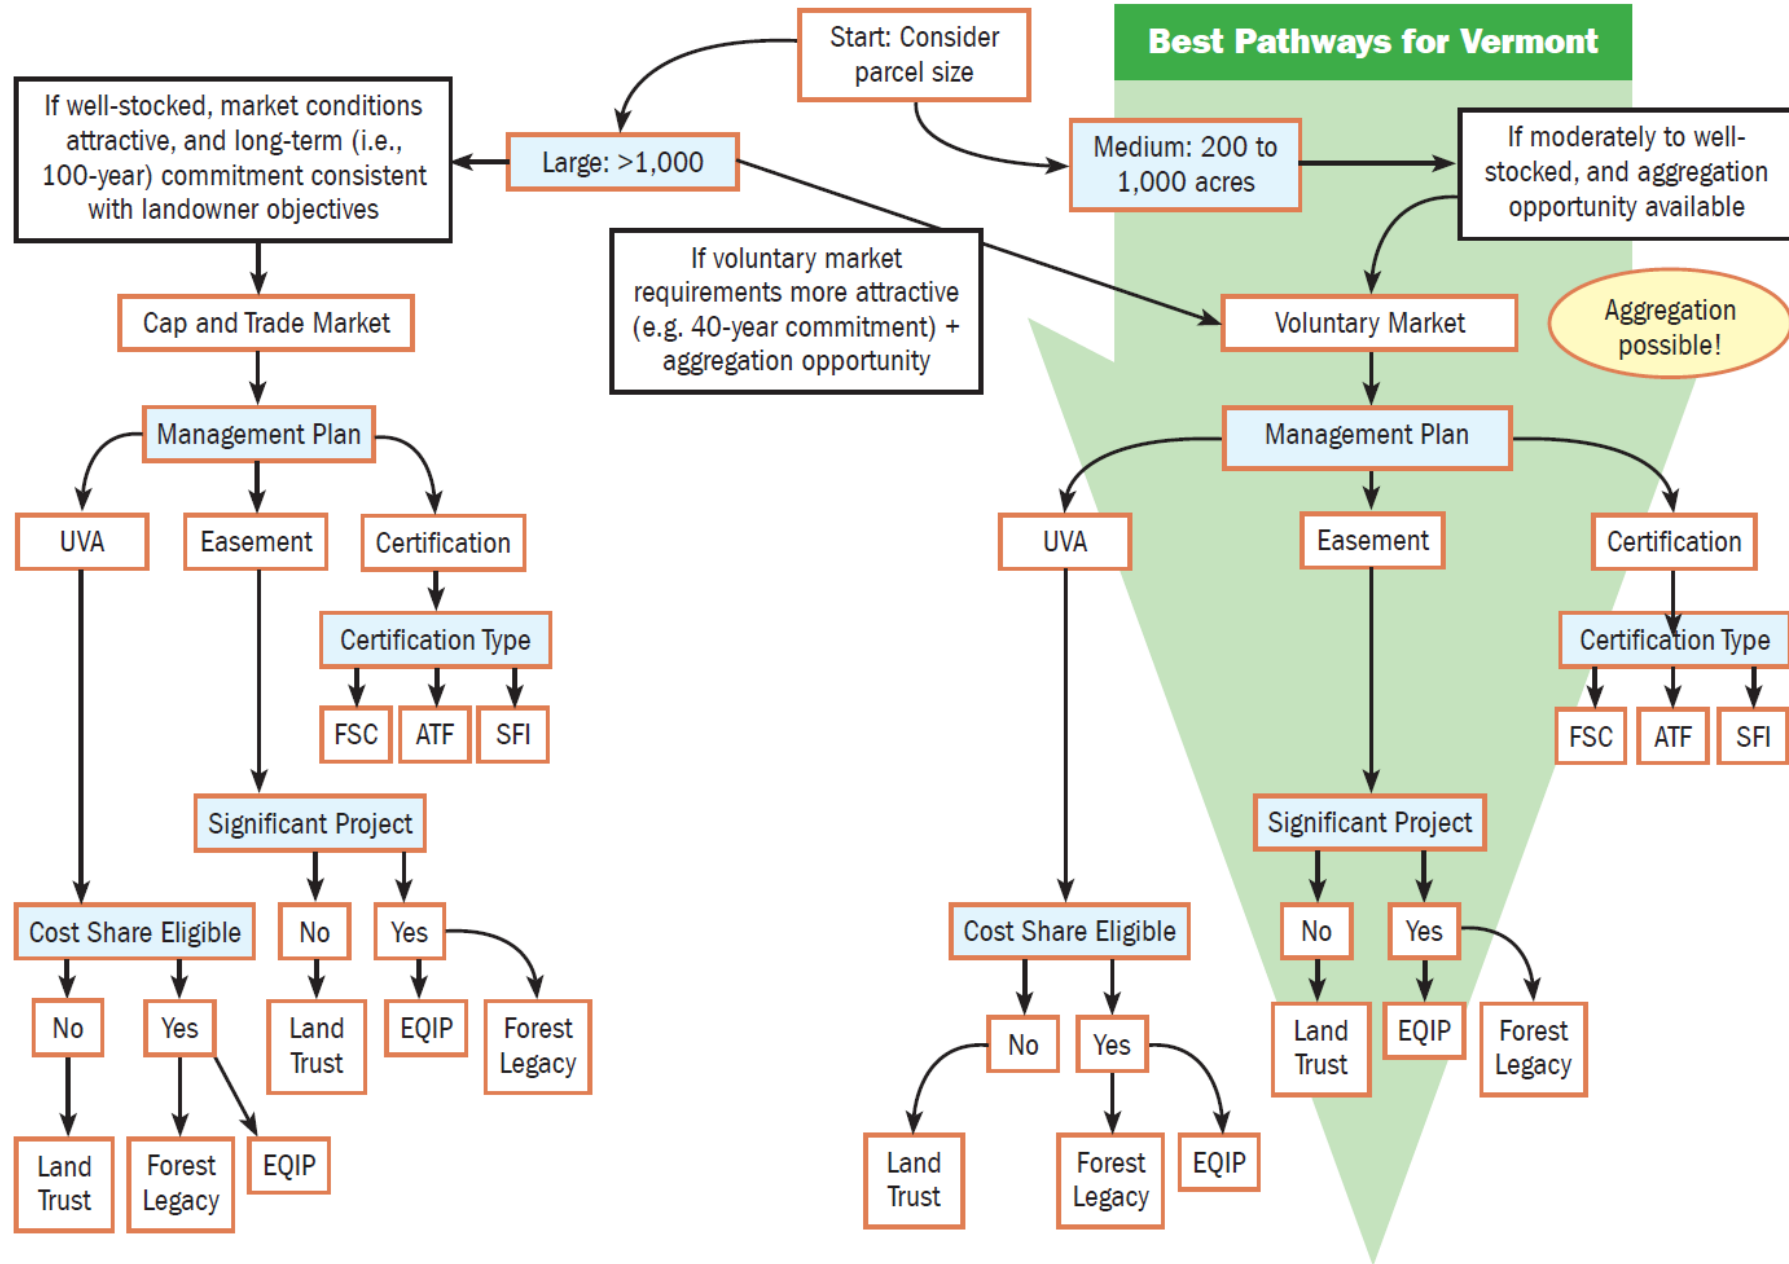 Start: Consider
parcel size
Best Pathways for Vermont
If well-stocked, market conditions
attractive, and long-term (i.e.,
100-year) commitment consistent
with landowner objectives
Large: >1,000
Medium: 200 to
1,000 acres
If moderately to well-
stocked, and aggregation
opportunity available
If voluntary market
requirements more attractive
(e.g. 40-year commitment) +
aggregation opportunity
Cap and Trade Market
Voluntary Market
Aggregation
possible!
Management Plan
UVA
Easement
Certification
Certification Type
FSC
ATF
SFI
Significant Project
Cost Share Eligible
No
Yes
No
Yes
Land
Trust
EQIP
Forest
Legacy
Land
Trust
Forest
Legacy
EQIP
Management Plan
UVA
Easement
Certification
Certification Type
FSC
ATF
SFI
Significant Project
Cost Share Eligible
No
Yes
No
Yes
Land
Trust
EQIP
Forest
Legacy
Land
Trust
Forest
Legacy
EQIP